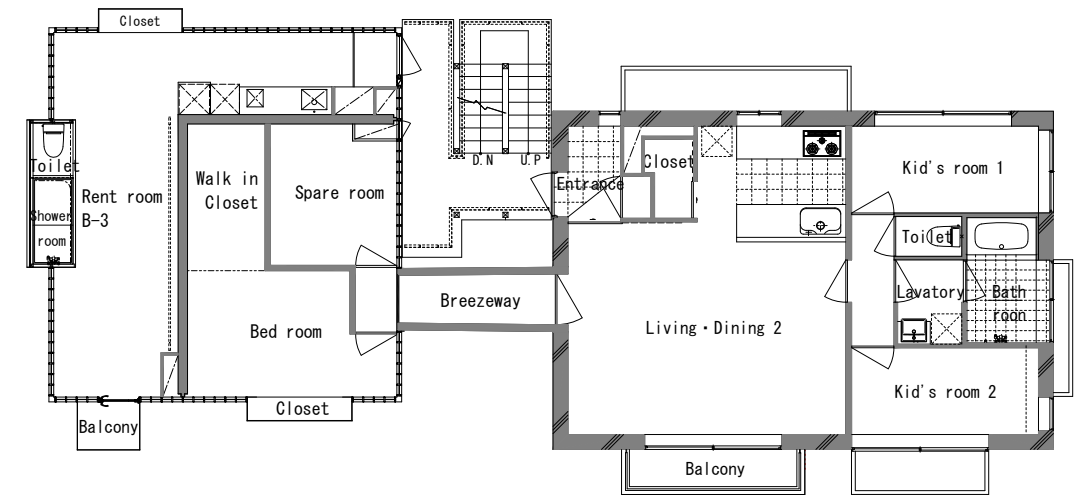 Closet
D.N
U.P
Toilet
Walk in
Closet
Spare room
Closet
Entrance
Kid's room 1
Rent room
B-3
Shower
room
Toilet
Breezeway
Living・Dining 2
Lavatory
Bath
roon
Bed room
Kid's room 2
Closet
Balcony
Balcony